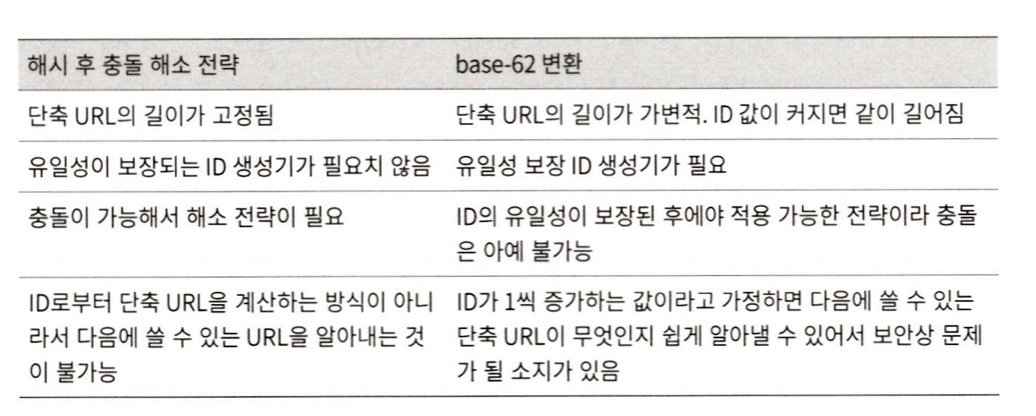 해시 후 충돌 해소 전략
base-62 변환
단축 URL의 길이가 고정됨
단축 URL의 길이가 가변적. ID 값이 커지면 같이 길어짐
유일성이 보장되는 ID 생성기가 필요치 않음
유일성 보장 ID 생성기가 필요
충돌이 가능해서 해소 전략이 필요
ID의 유일성이 보장된 후에야 적용 가능한 전략이라 충돌
은 아예 불가능
ID로부터 단축 URL을 계산하는 방식이 아니
라서 다음에 쓸 수 있는 URL을 알아내는 것
이 불가능
ID가 1씩 증가하는 값이라고 가정하면 다음에 쓸 수 있는
단축 URL이 무엇인지 쉽게 알아낼 수 있어서 보안상 문제
가 될 소지가 있음